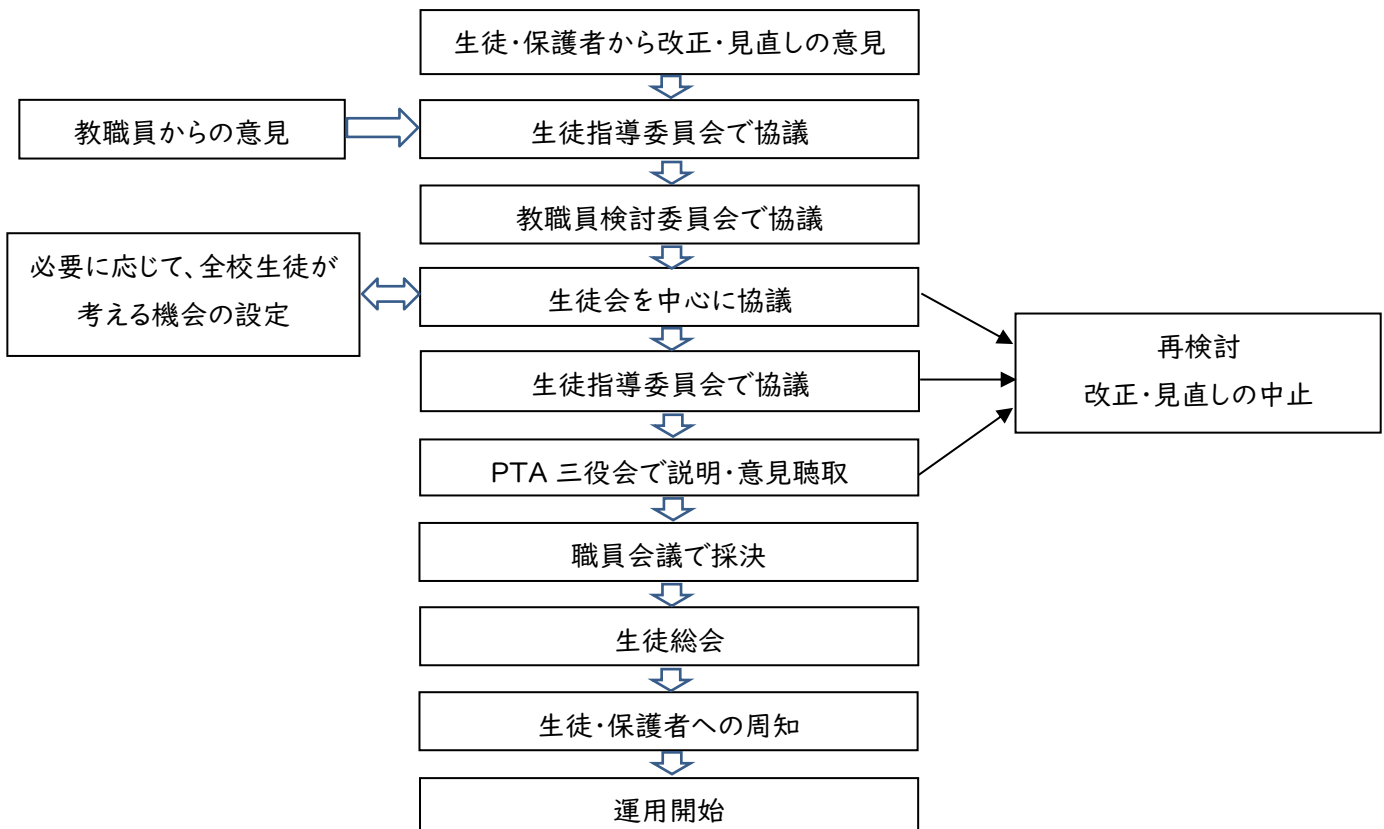 生徒・保護者から改正・見直しの意見
教職員からの意見
生徒指導委員会で協議
教職員検討委員会で協議
必要に応じて、全校生徒が
考える機会の設定
生徒会を中心に協議
再検討
改正・見直しの中止
生徒指導委員会で協議
PTA 三役会で説明・意見聴取
職員会議で採決
生徒総会
生徒・保護者への周知
運用開始